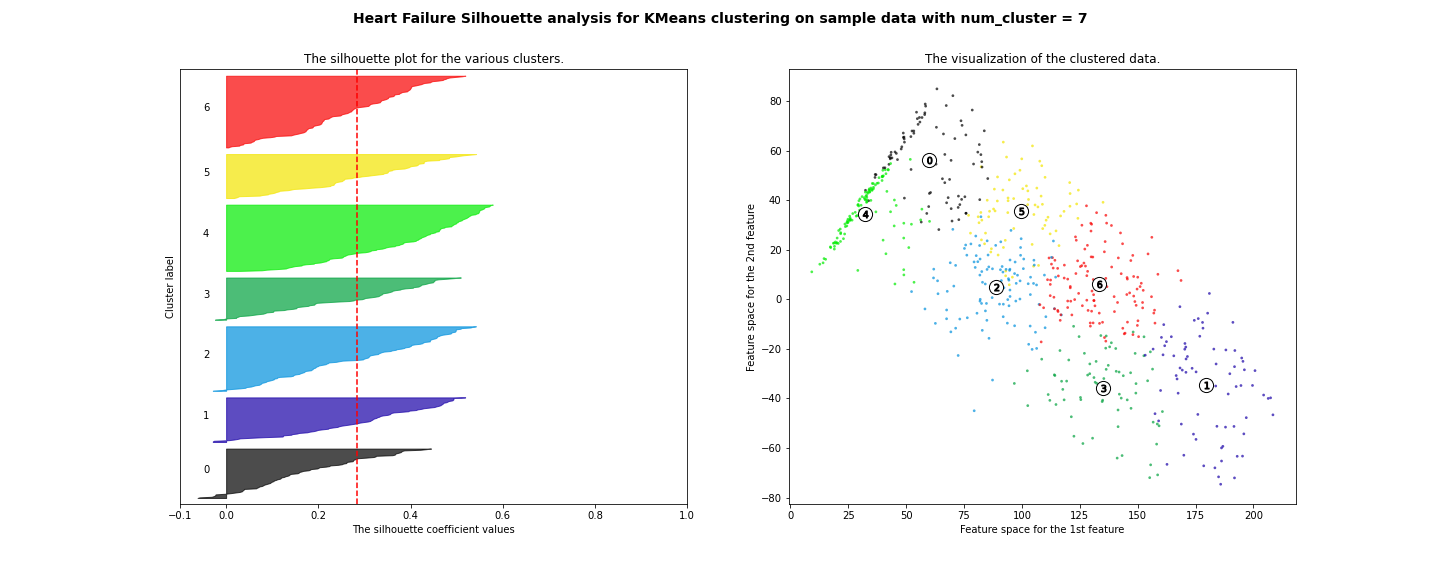 Heart Failure Silhouette analysis for KMeans clustering on sample data with num_cluster = 7
The silhouette plot for the various clusters.
Cluster label
6
5
4
3
2
1
0
−0.1 0.0 0.2 0.4 0.6 0.8 1.0
The silhouette coefficient values
The visualization of the clustered data.
Feature space for the 2nd feature
80
60
40
20
0
−20
−40
−60
−80
0
4
5
2
6
3
1
0 25 50 75 100 125 150 175 200
Feature space for the 1st feature